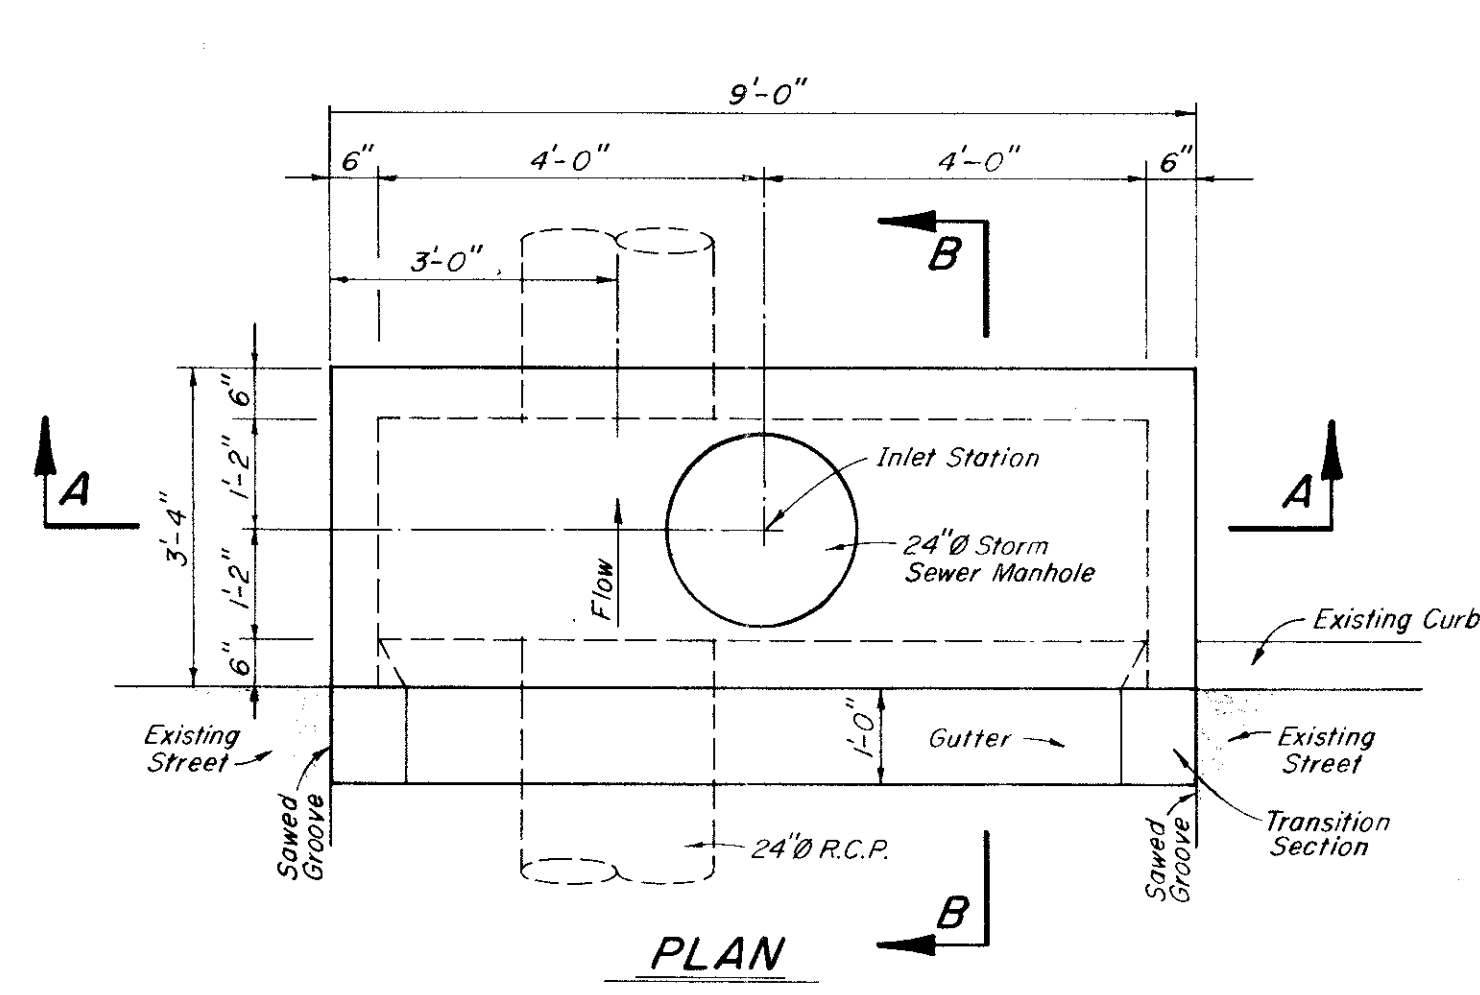 9'-0"
6"
4'-0"
4'-0"
6"
B
3'-0"
6"
1'-2"
3'-4"
1'-2"
6"
A
A
Inlet Station
24"Ø Storm
Sewer Manhole
Flow
Existing Curb
Existing
Street
Sawed
Groove
1'-0"
Gutter
Existing
Street
Transition
Section
Sawed
Groove
24"Ø R.C.P.
B
PLAN